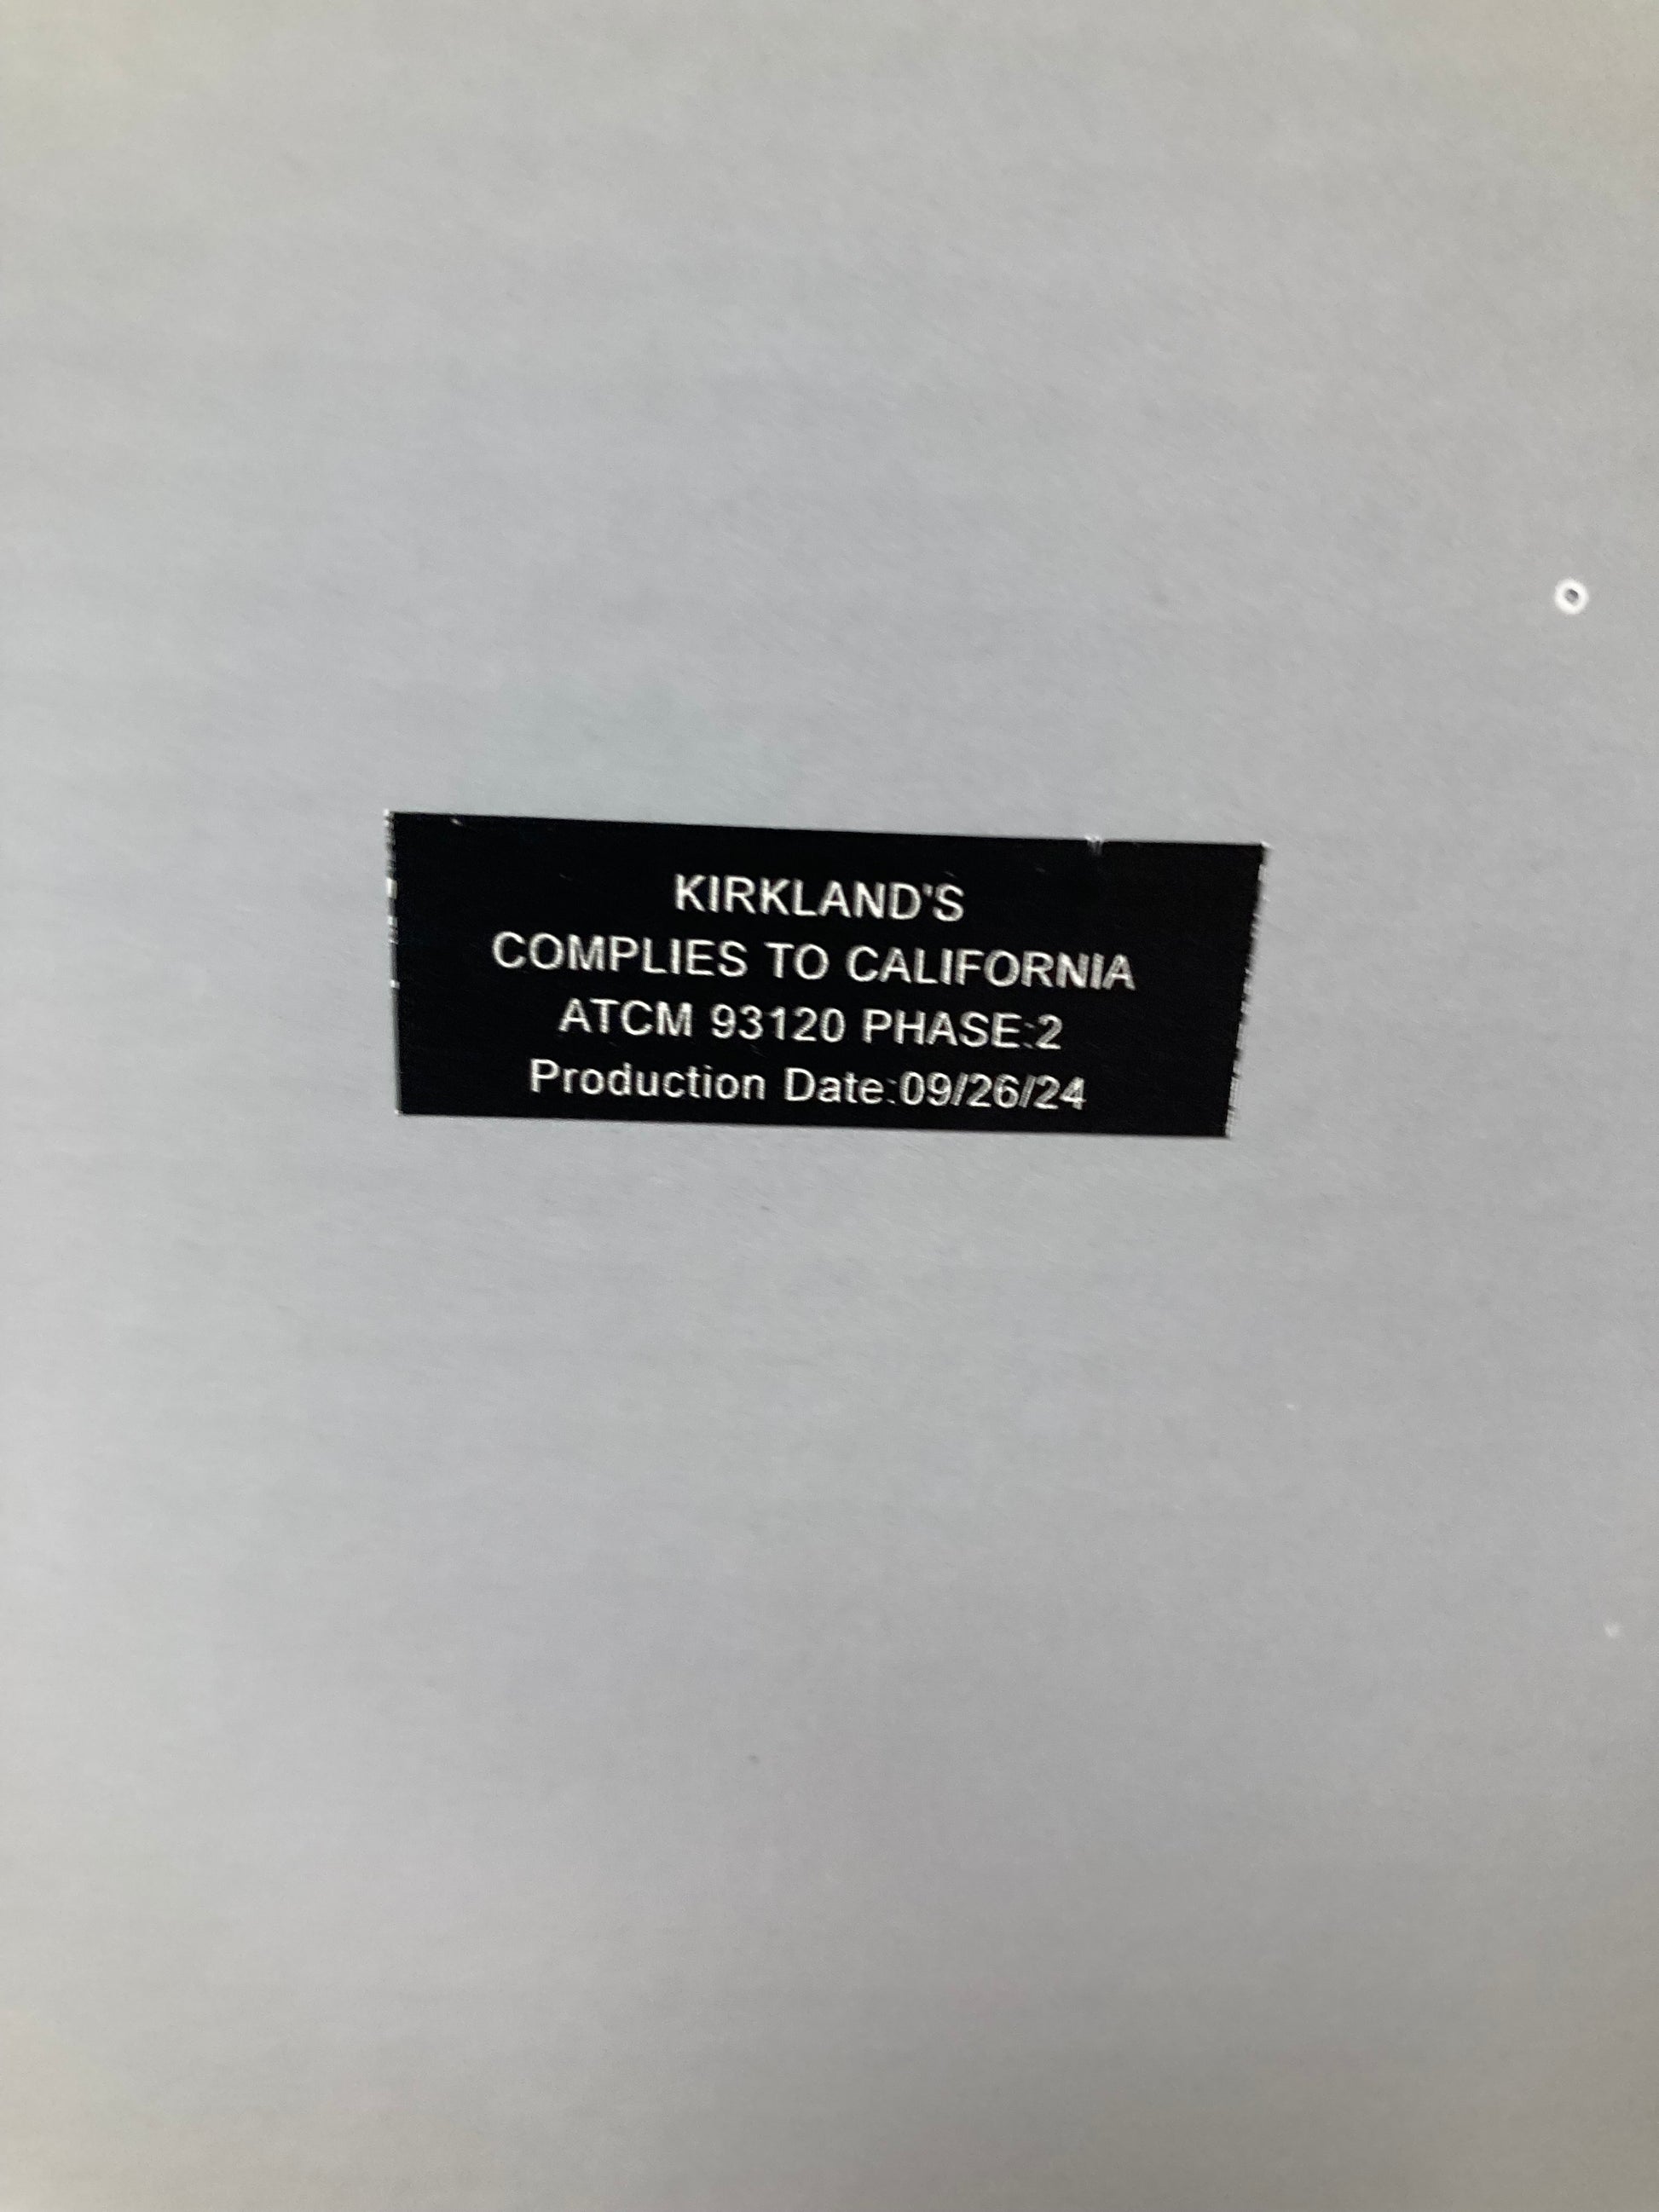 KIRKLAND'S
COMPLIES TO CALIFORNIA
ATCM 93120 PHASE:2
Production Date:09/26/24